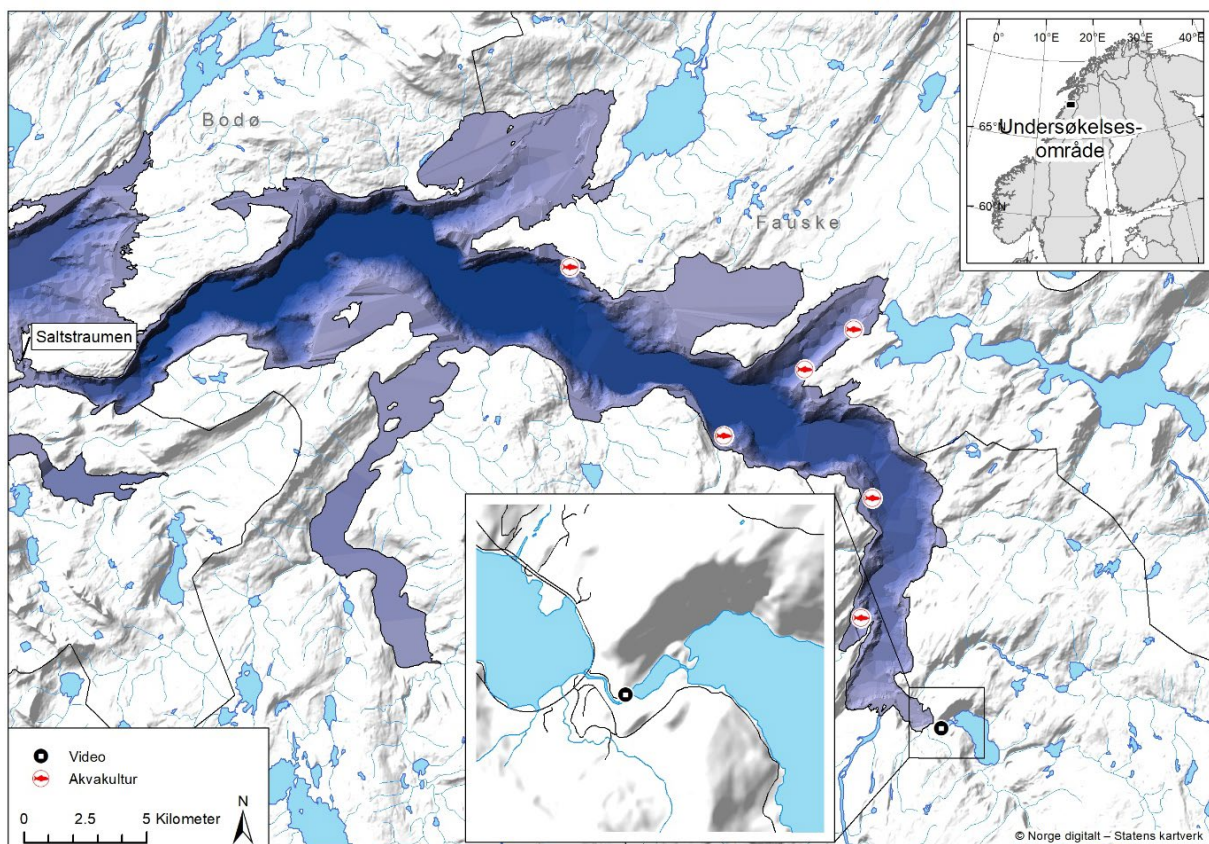 0° 10°E 20°E 30°E 40°E
65°N
Undersøkelses-
område
60°N
Bodø
Fauske
Saltstraumen
Video
Akvakultur
N
0 2.5 5 Kilometer
© Norge digitalt – Statens kartverk